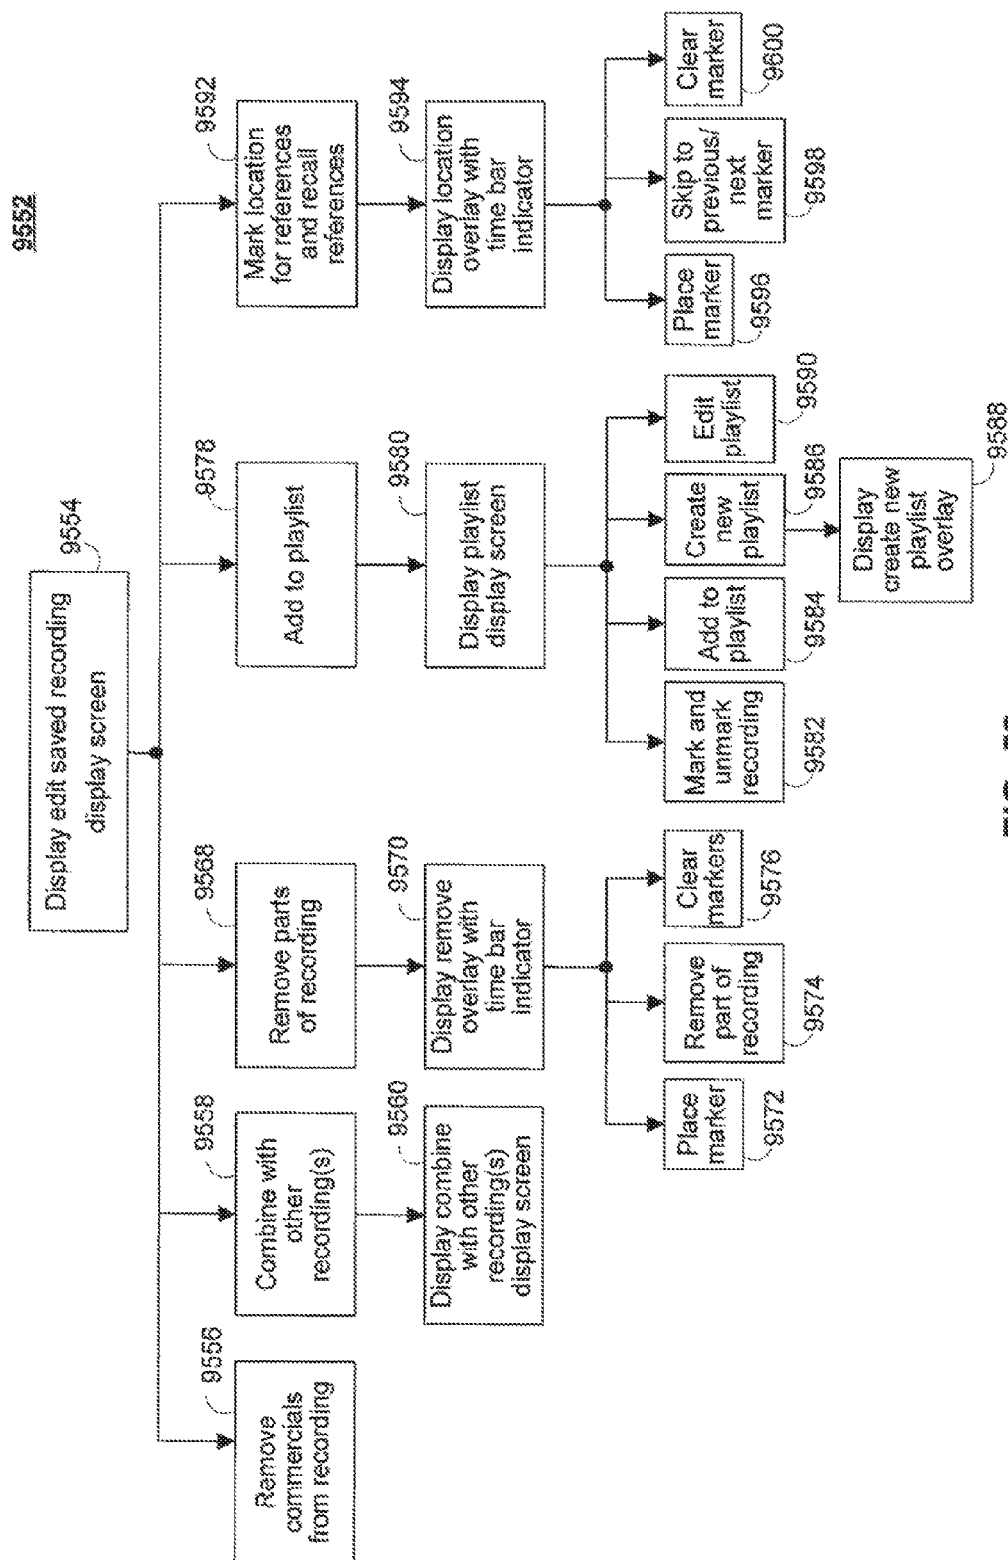 9552
Display edit saved recording
display screen
9554
Remove
commercials
from recording
9556
Combine with
other
recording(s)
9558
Remove parts
of recording
9568
Add to playlist
9578
Mark location
for references
and recall
references
9592
Display combine
with other
recording(s)
display screen
9560
Display remove
overlay with
time bar
indicator
9570
Display playlist
display screen
9580
Display location
overlay with
time bar
indicator
9594
Place
marker
9572
Remove
part of
recording
9574
Clear
markers
9576
Mark and
unmark
recording
9582
Add to
playlist
9584
Create
new
playlist
9586
Edit
playlist
9590
Place
marker
9596
Skip to
previous/
next
marker
9598
Clear
marker
9600
Display
create new
playlist
overlay
9588